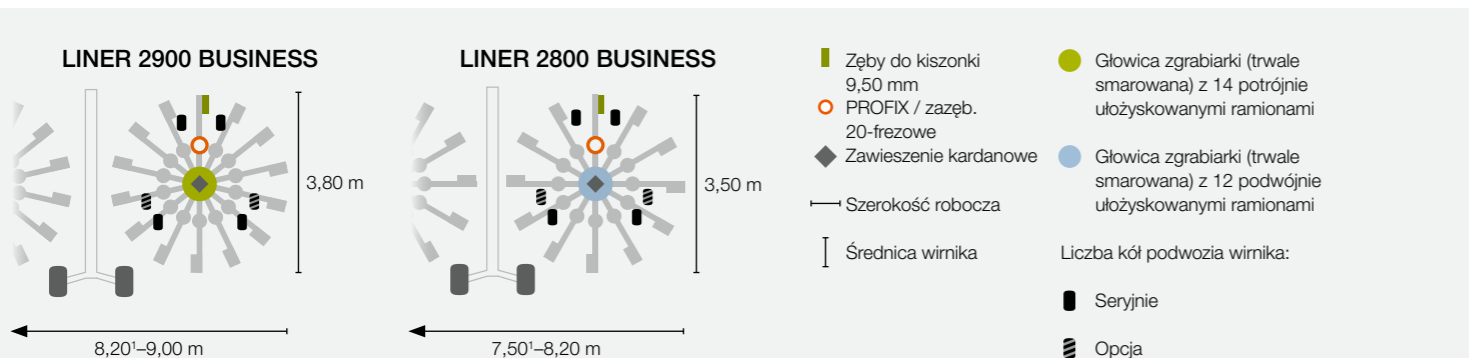 LINER 2900 BUSINESS
3,80 m
8,20¹–9,00 m
LINER 2800 BUSINESS
3,50 m
7,50¹–8,20 m
Zęby do kiszonki
9,50 mm
PROFIX / zazęb.
20-frezowe
Zawieszenie kardanowe
Szerokość robocza
Średnica wirnika
Głowica zgrabiarki (trwale
smarowana) z 14 potrójnie
ułożyskowanymi ramionami
Głowica zgrabiarki (trwale
smarowana) z 12 podwójnie
ułożyskowanymi ramionami
Liczba kół podwozia wirnika:
Seryjnie
Opcja